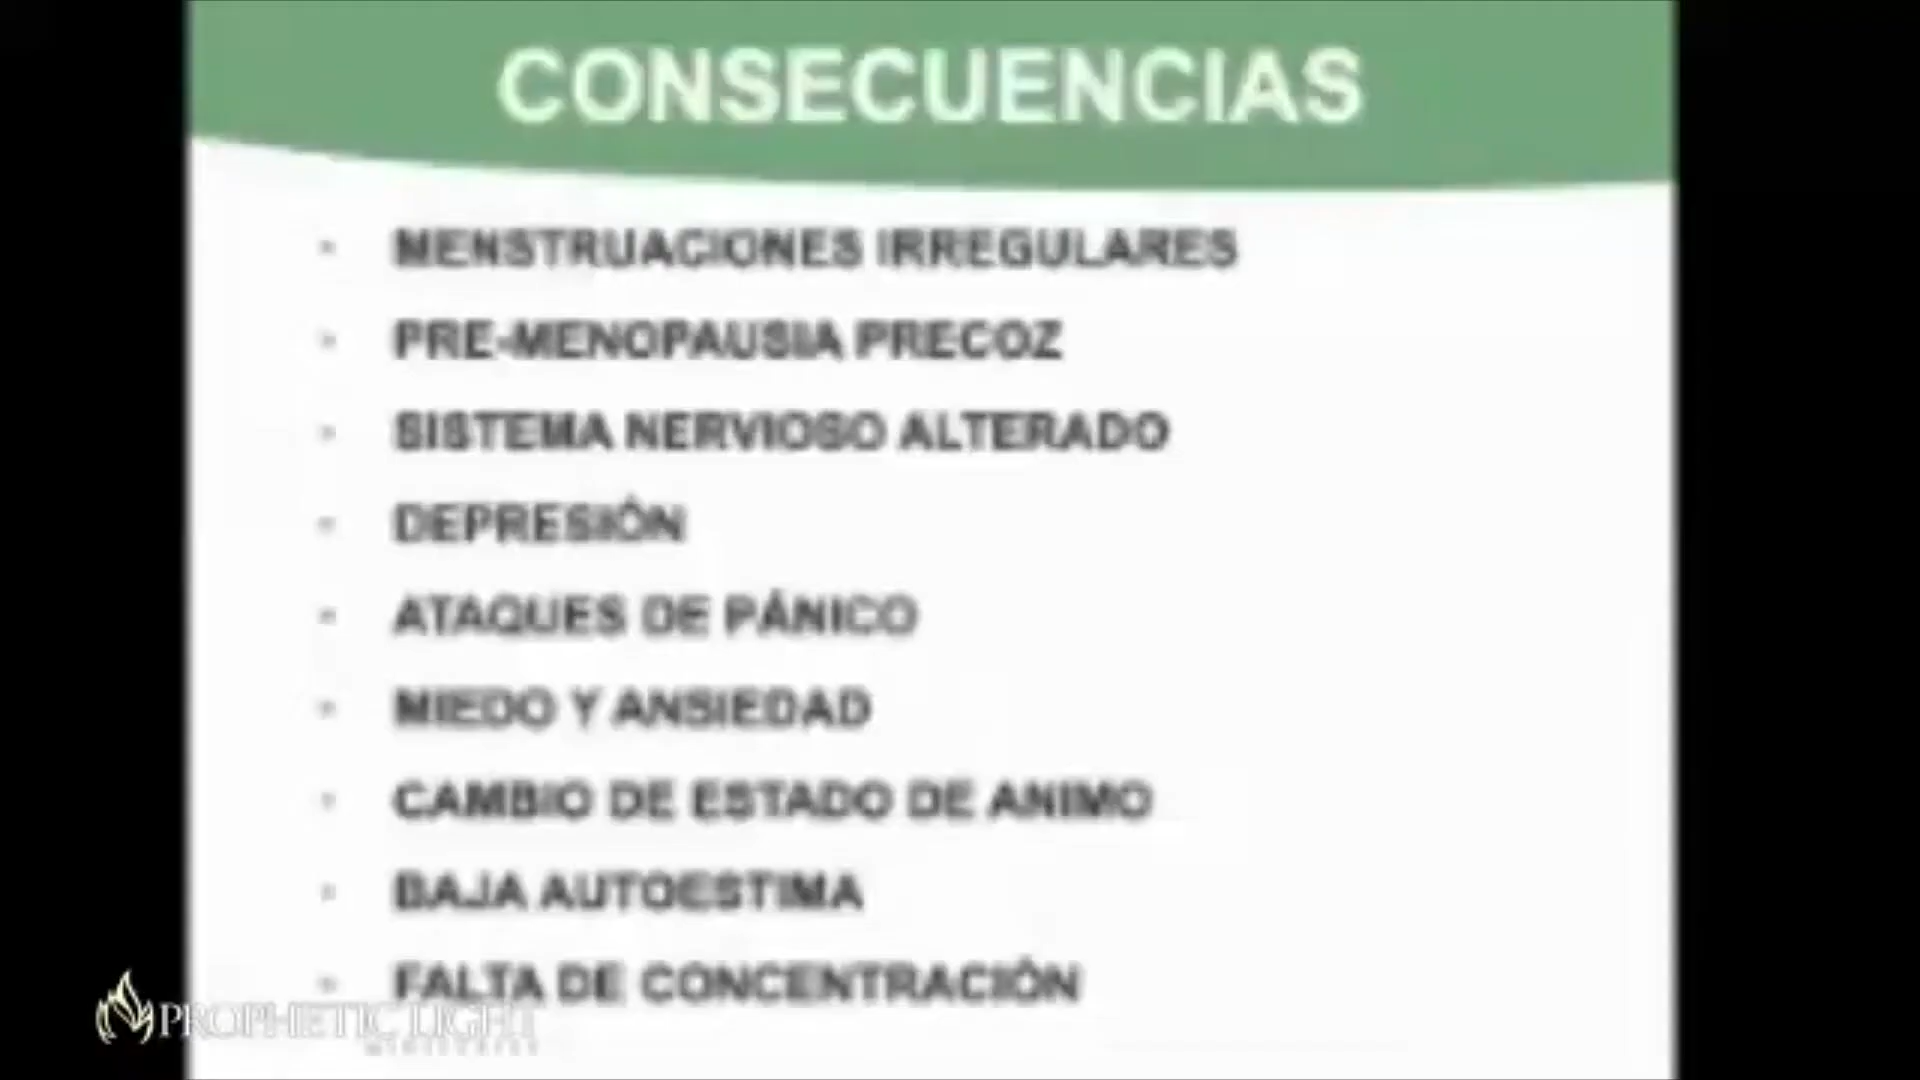 CONSECUENCIAS
MENSTRUACIONES IRREGULARES
PRE-MENOPAUSIA PRECOZ
SISTEMA NERVIOSO ALTERADO
DEPRESIÓN
ATAQUES DE PÁNICO
MIEDO Y ANSIEDAD
CAMBIO DE ESTADO DE ANIMO
BAJA AUTOESTIMA
FALTA DE CONCENTRACIÓN
PROPHETIC LIGHT
MINISTRIES